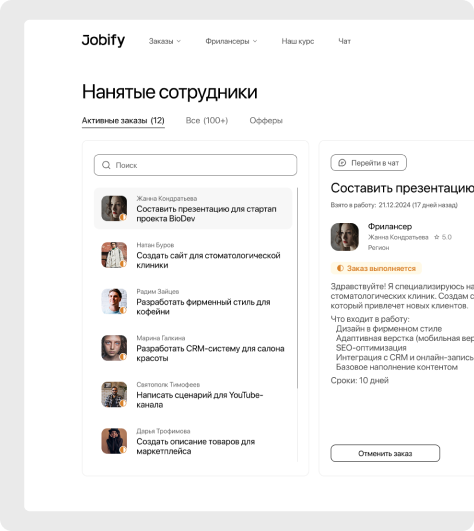 Jobify
Заказы
Фрилансеры
Наш курс
Чат
Нанятые сотрудники
Активные заказы (12)
Все (100+)
Офферы
Поиск
Жанна Кондратьева
Составить презентацию для стартап
проекта BioDev
Натан Буров
Создать сайт для стоматологической
клиники
Радим Зайцев
Разработать фирменный стиль для
кофейни
Марина Галкина
Разработать CRM-систему для салона
красоты
Святополк Тимофеев
Написать сценарий для YouTube-
канала
Дарья Трофимова
Создать описание товаров для
маркетплейса
Перейти в чат
Составить презентацию
Взято в работу: 21.12.2024 (17 дней назад)
Фрилансер
Жанна Кондратьева ☆ 5.0
Регион
Заказ выполняется
Здравствуйте! Я специализируюсь на
стоматологических клиник. Создам с
который привлечет новых клиентов.
Что входит в работу:
Дизайн в фирменном стиле
Адаптивная верстка (мобильная вер
SEO-оптимизация
Интеграция с CRM и онлайн-запись
Базовое наполнение контентом
Сроки: 10 дней
Отменить заказ